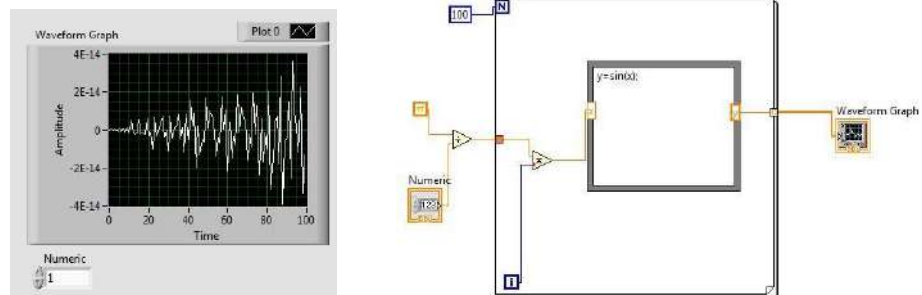 Waveform Graph
Plot 0
4E-14
2E-14
0
-2E-14
-4E-14
Amplitude
0 20 40 60 80 100
Time
Numeric
1
100
N
y=sin(x);
π
÷
x
Numeric
123
i
Waveform Graph